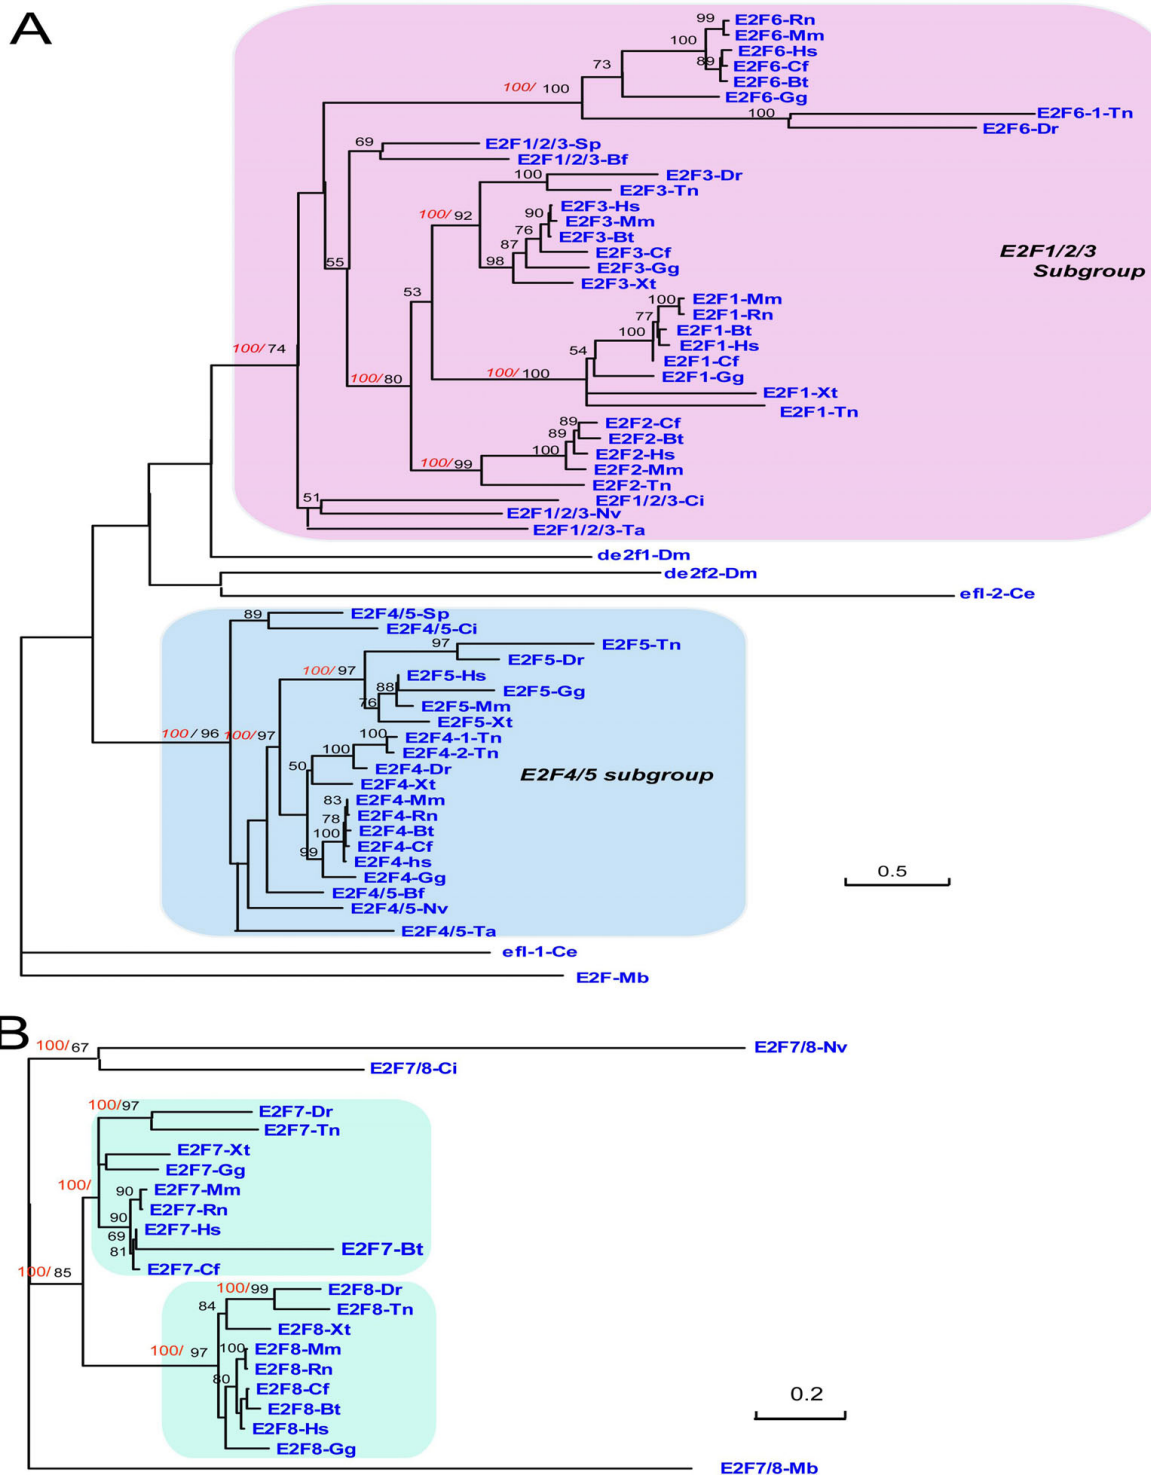 A
99 E2F6-Rn
E2F6-Mm
100 E2F6-Hs
89 E2F6-Cf
73 E2F6-Bt
100/ 100 E2F6-Gg
100 E2F6-1-Tn
E2F6-Dr
69 E2F1/2/3-Sp
E2F1/2/3-Bf
100 E2F3-Dr
E2F3-Tn
90 E2F3-Hs
100/ 92 E2F3-Mm
76 E2F3-Bt
87 E2F3-Cf
E2F1/2/3
Subgroup
55 98 E2F3-Gg
E2F3-Xt
53 100 E2F1-Mm
77 E2F1-Rn
100 E2F1-Bt
E2F1-Hs
100/ 74 54 E2F1-Cf
100/ 80 100/ 100 E2F1-Gg
E2F1-Xt
E2F1-Tn
89 E2F2-Cf
89 E2F2-Bt
100 E2F2-Hs
100/ 99 E2F2-Mm
E2F2-Tn
51 E2F1/2/3-Ci
E2F1/2/3-Nv
E2F1/2/3-Ta
de2f1-Dm
de2f2-Dm
efl-2-Ce
89 E2F4/5-Sp
E2F4/5-Ci
97 E2F5-Tn
E2F5-Dr
100/ 97 E2F5-Hs
88 E2F5-Gg
76 E2F5-Mm
E2F5-Xt
100 / 96 100/ 97 100 E2F4-1-Tn
100 E2F4-2-Tn
50 E2F4-Dr
E2F4/5 subgroup
E2F4-Xt
83 E2F4-Mm
78 E2F4-Rn
100 E2F4-Bt
99 E2F4-Cf
E2F4-hs
E2F4-Gg
0.5
E2F4/5-Bf
E2F4/5-Nv
E2F4/5-Ta
efl-1-Ce
E2F-Mb
B
100/ 67 E2F7/8-Nv
E2F7/8-Ci
100/ 97 E2F7-Dr
E2F7-Tn
E2F7-Xt
E2F7-Gg
100/ 90 E2F7-Mm
E2F7-Rn
90 E2F7-Hs
69
81 E2F7-Bt
100/ 85 E2F7-Cf
100/ 99 E2F8-Dr
84 E2F8-Tn
E2F8-Xt
100/ 97 100 E2F8-Mm
E2F8-Rn
80 E2F8-Cf
E2F8-Bt
E2F8-Hs
E2F8-Gg
0.2
E2F7/8-Mb